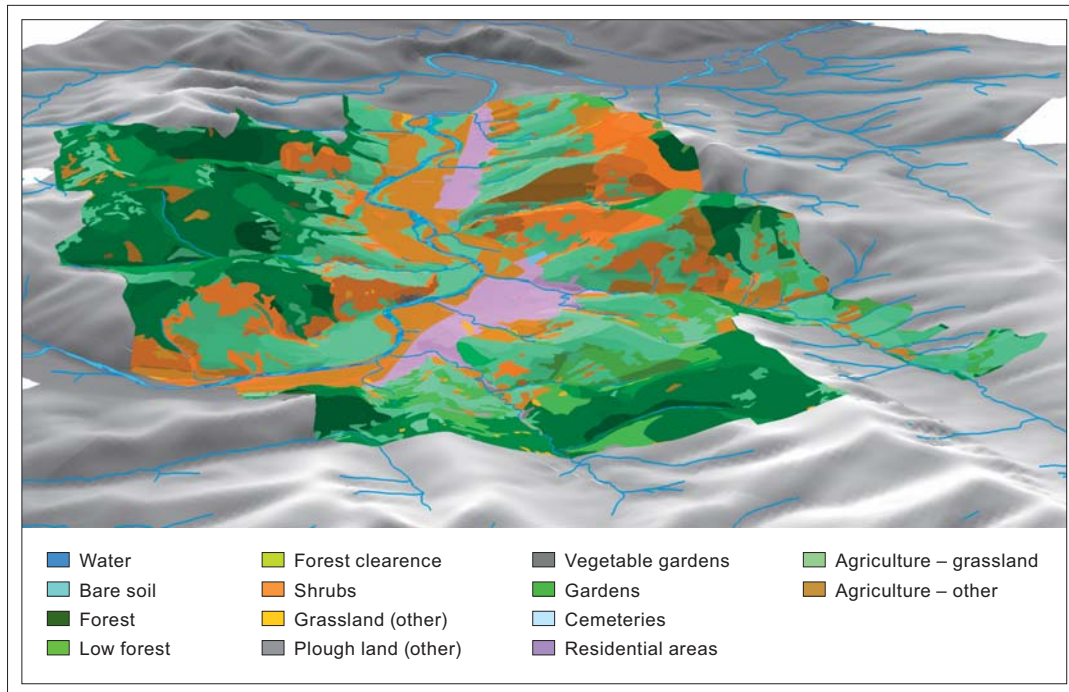 Water
Bare soil
Forest
Low forest
Forest clearence
Shrubs
Grassland (other)
Plough land (other)
Vegetable gardens
Gardens
Cemeteries
Residential areas
Agriculture – grassland
Agriculture – other